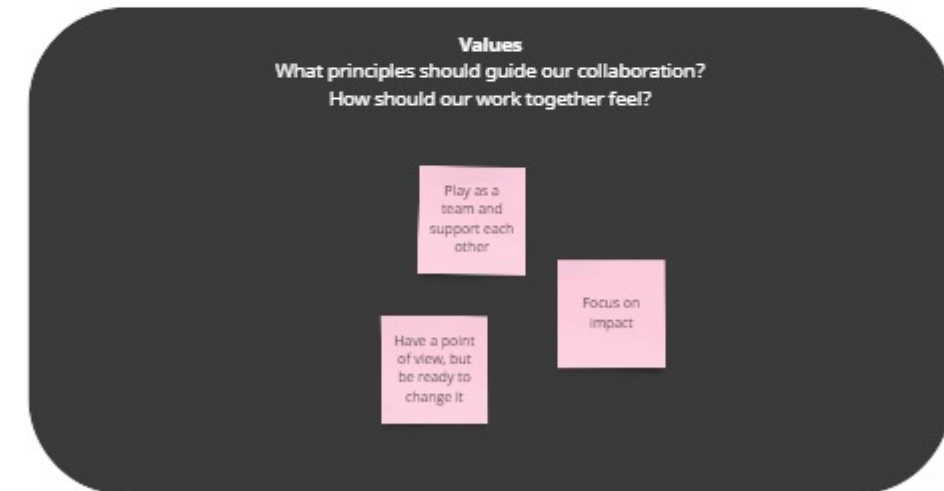 Values
What principles should guide our collaboration?
How should our work together feel?
Play as a
team and
support each
other
Focus on
impact
Have a point
of view, but
be ready to
change it